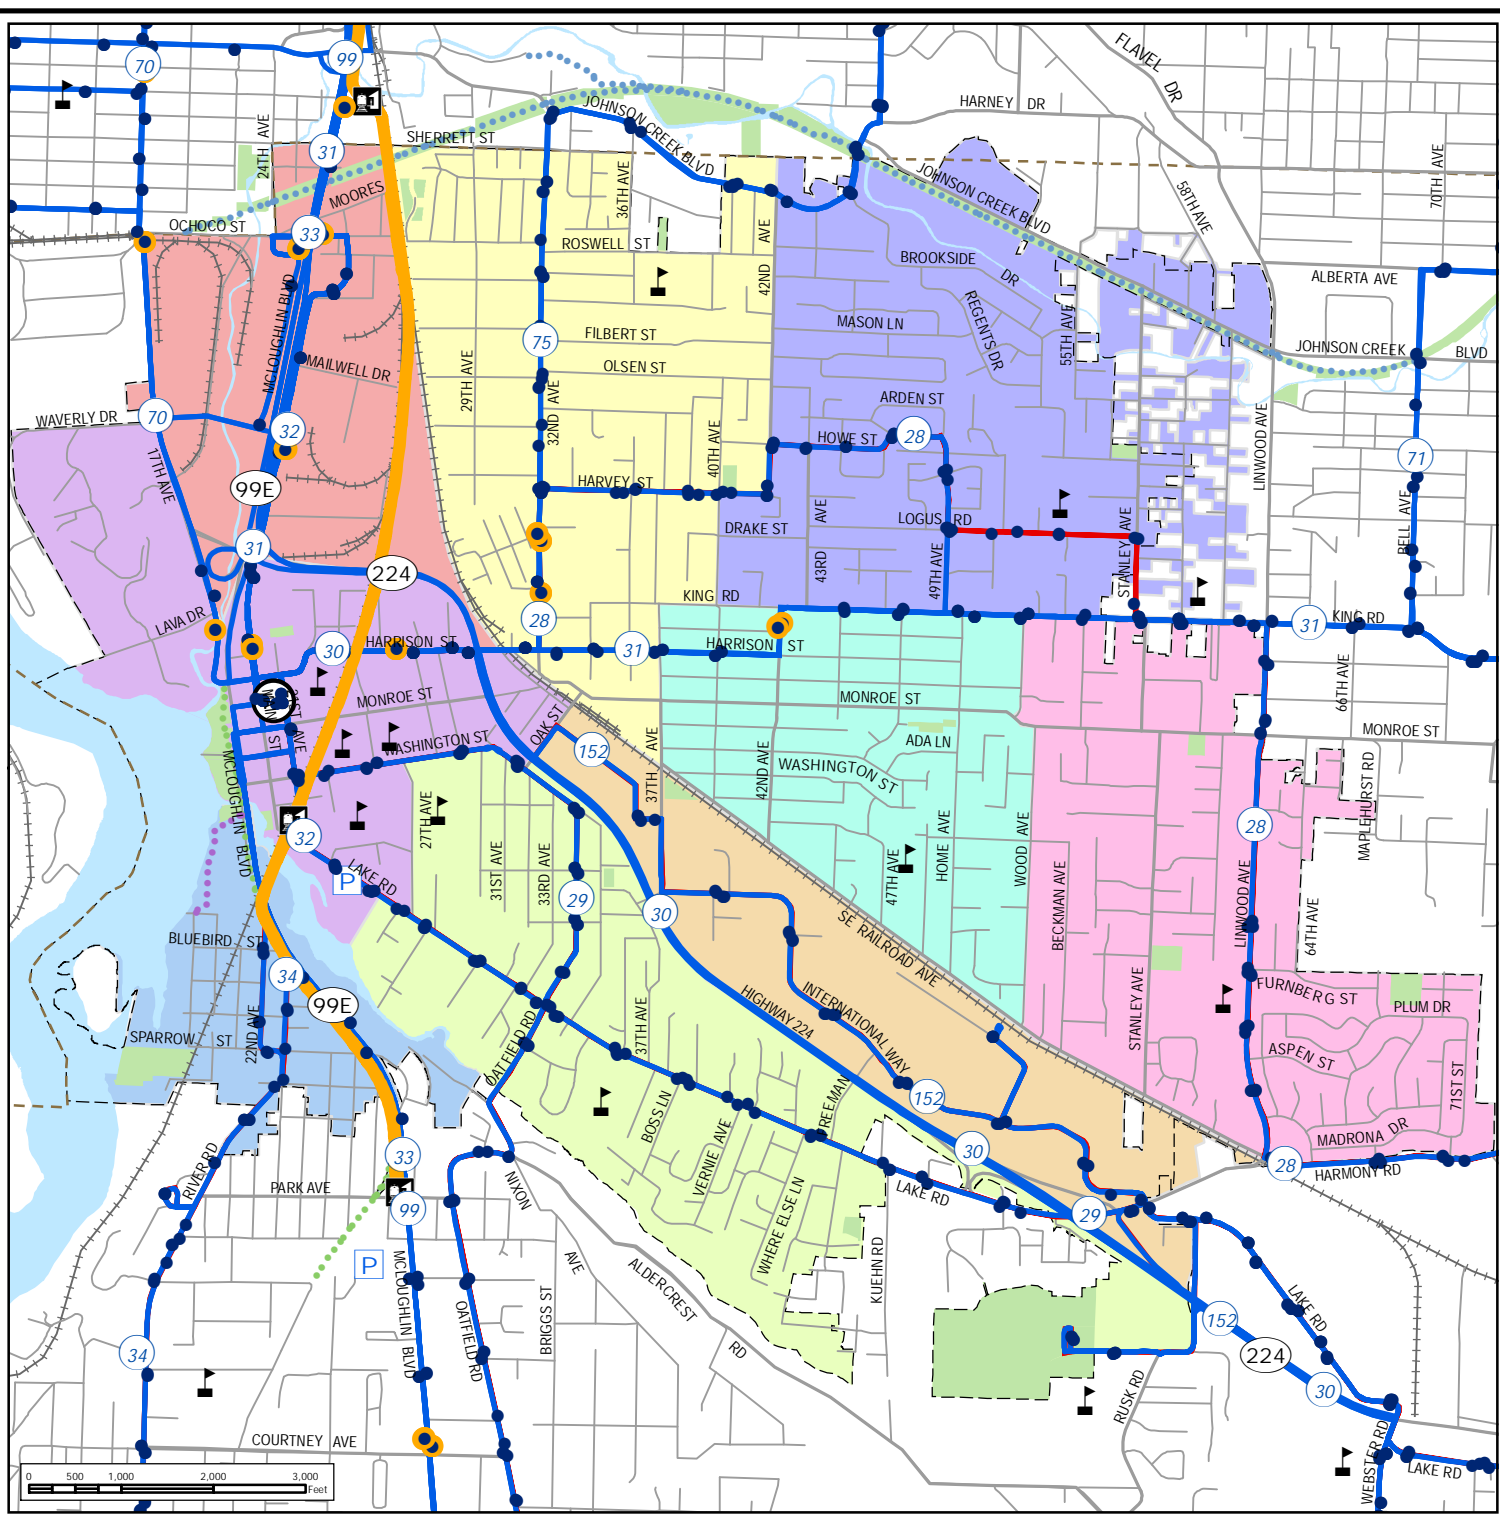 FLAVEL DR
99
70
HARNEY DR
JOHNSON CREEK BLVD
SHERRETT ST
24TH AVE
31
MOORES
36TH AVE
JOHNSON CREEK BLVD
58TH AVE
70TH AVE
OCHOCO ST
33
ROSWELL ST
42ND AVE
BROOKSIDE DR
ALBERTA AVE
MCLOUGHLIN BLVD
75
FILBERT ST
MASON LN
REGENTS DR
55TH AVE
JOHNSON CREEK BLVD
MAILWELL DR
29TH AVE
OLSEN ST
32ND AVE
ARDEN ST
WAVERLY DR
70
32
40TH AVE
HOWE ST
28
LINWOOD AVE
71
17TH AVE
99E
HARVEY ST
DRAKE ST
43RD AVE
LOGUS RD
STANLEY AVE
BELL AVE
31
224
49TH AVE
KING RD
LAVA DR
28
31
KING RD
30
HARRISON ST
31
HARRISON ST
66TH AVE
MAIN ST
21ST AVE
MONROE ST
MONROE ST
MONROE ST
OAK ST
WASHINGTON ST
152
37TH AVE
42ND AVE
ADA LN
WASHINGTON ST
MCLOUGHLIN BLVD
MAPLEHURST RD
27TH AVE
32
28
31ST AVE
33RD AVE
47TH AVE
HOME AVE
WOOD AVE
P
LAKE RD
29
30
BECKMAN AVE
LINWOOD AVE
64TH AVE
BLUEBIRD ST
SE RAILROAD AVE
34
99E
HIGHWAY 224
INTERNATIONAL WAY
37TH AVE
STANLEY AVE
FURNBERG ST
PLUM DR
SPARROW ST
22ND AVE
OATFIELD RD
ASPEN ST
71ST ST
BOSS LN
VERNIE AVE
FREEMAN
152
MADRONA DR
33
30
28
HARMONY RD
RIVER RD
PARK AVE
NIXON AVE
LAKE RD
99
29
WHERE ELSE LN
KUEHN RD
P
MCLOUGHLIN BLVD
OATFIELD RD
BRIGGS ST
ALDERCREST RD
LAKE RD
152
34
224
30
RUSK RD
COURTNEY AVE
WEBSTER RD
LAKE RD
0 500 1,000 2,000 3,000
Feet